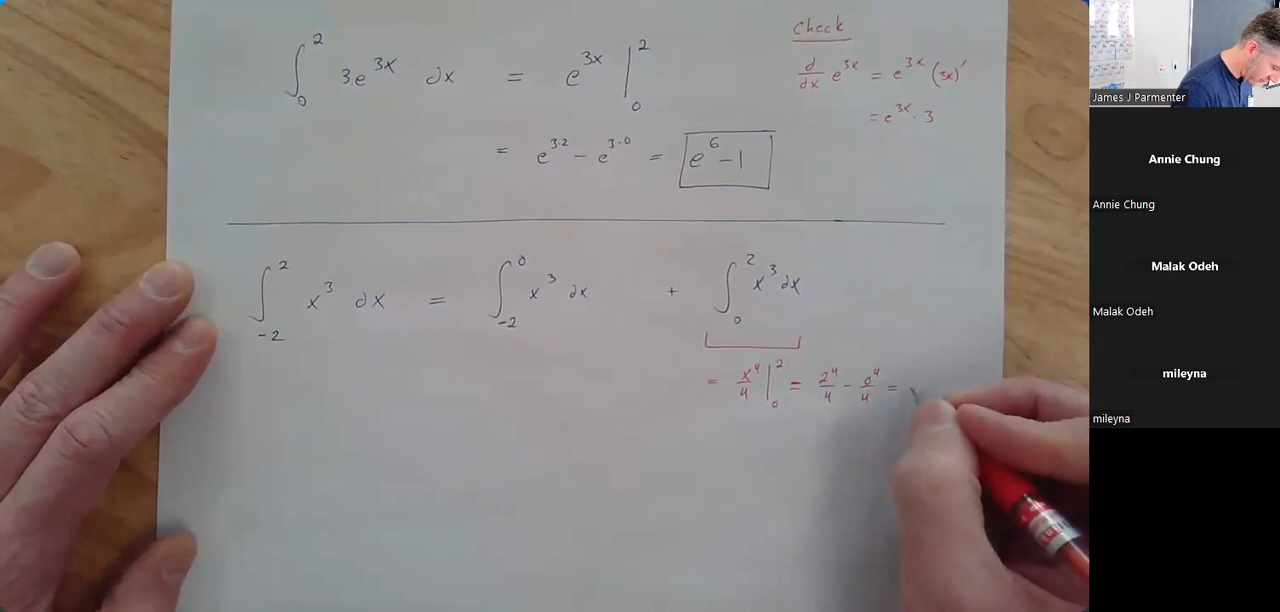 ∫₀² 3e^{3x} dx = e^{3x} |₀²
= e^{3·2} − e^{3·0} = e⁶ − 1
Check
d/dx e^{3x} = e^{3x} (3x)'
= e^{3x} · 3
∫₋₂² x³ dx = ∫₋₂⁰ x³ dx + ∫₀² x³ dx
= x⁴/4 |₀² = 2⁴/4 − 0⁴/4 =
James J Parmenter
Annie Chung
Annie Chung
Malak Odeh
Malak Odeh
mileyna
mileyna